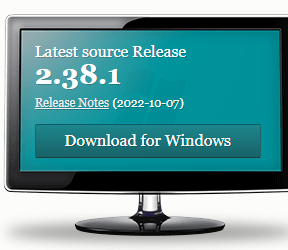 Latest source Release
2.38.1
Release Notes (2022-10-07)
Download for Windows